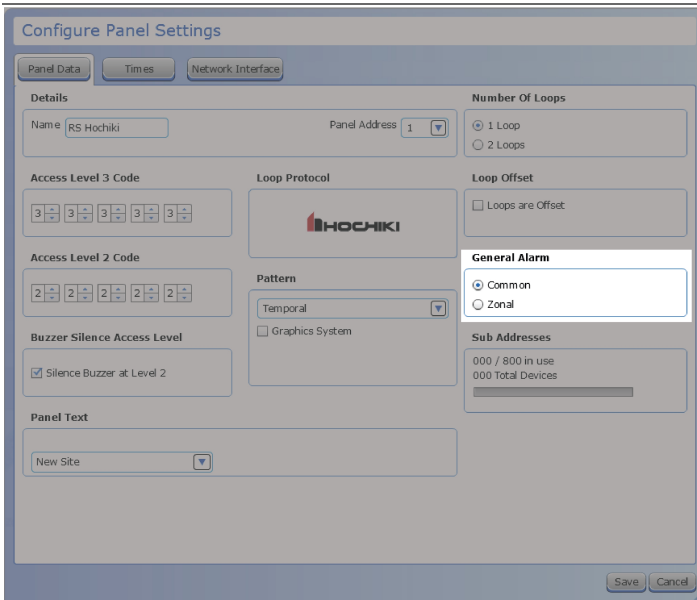 Configure Panel Settings
Panel Data Times Network Interface
Details
Name RS Hochiki Panel Address 1
Number Of Loops
1 Loop
2 Loops
Access Level 3 Code
3 3 3 3 3
Loop Protocol
HOCHIKI
Loop Offset
Loops are Offset
Access Level 2 Code
2 2 2 2 2
Pattern
Temporal
Graphics System
General Alarm
Common
Zonal
Buzzer Silence Access Level
Silence Buzzer at Level 2
Sub Addresses
000 / 800 in use
000 Total Devices
Panel Text
New Site
Save Cancel